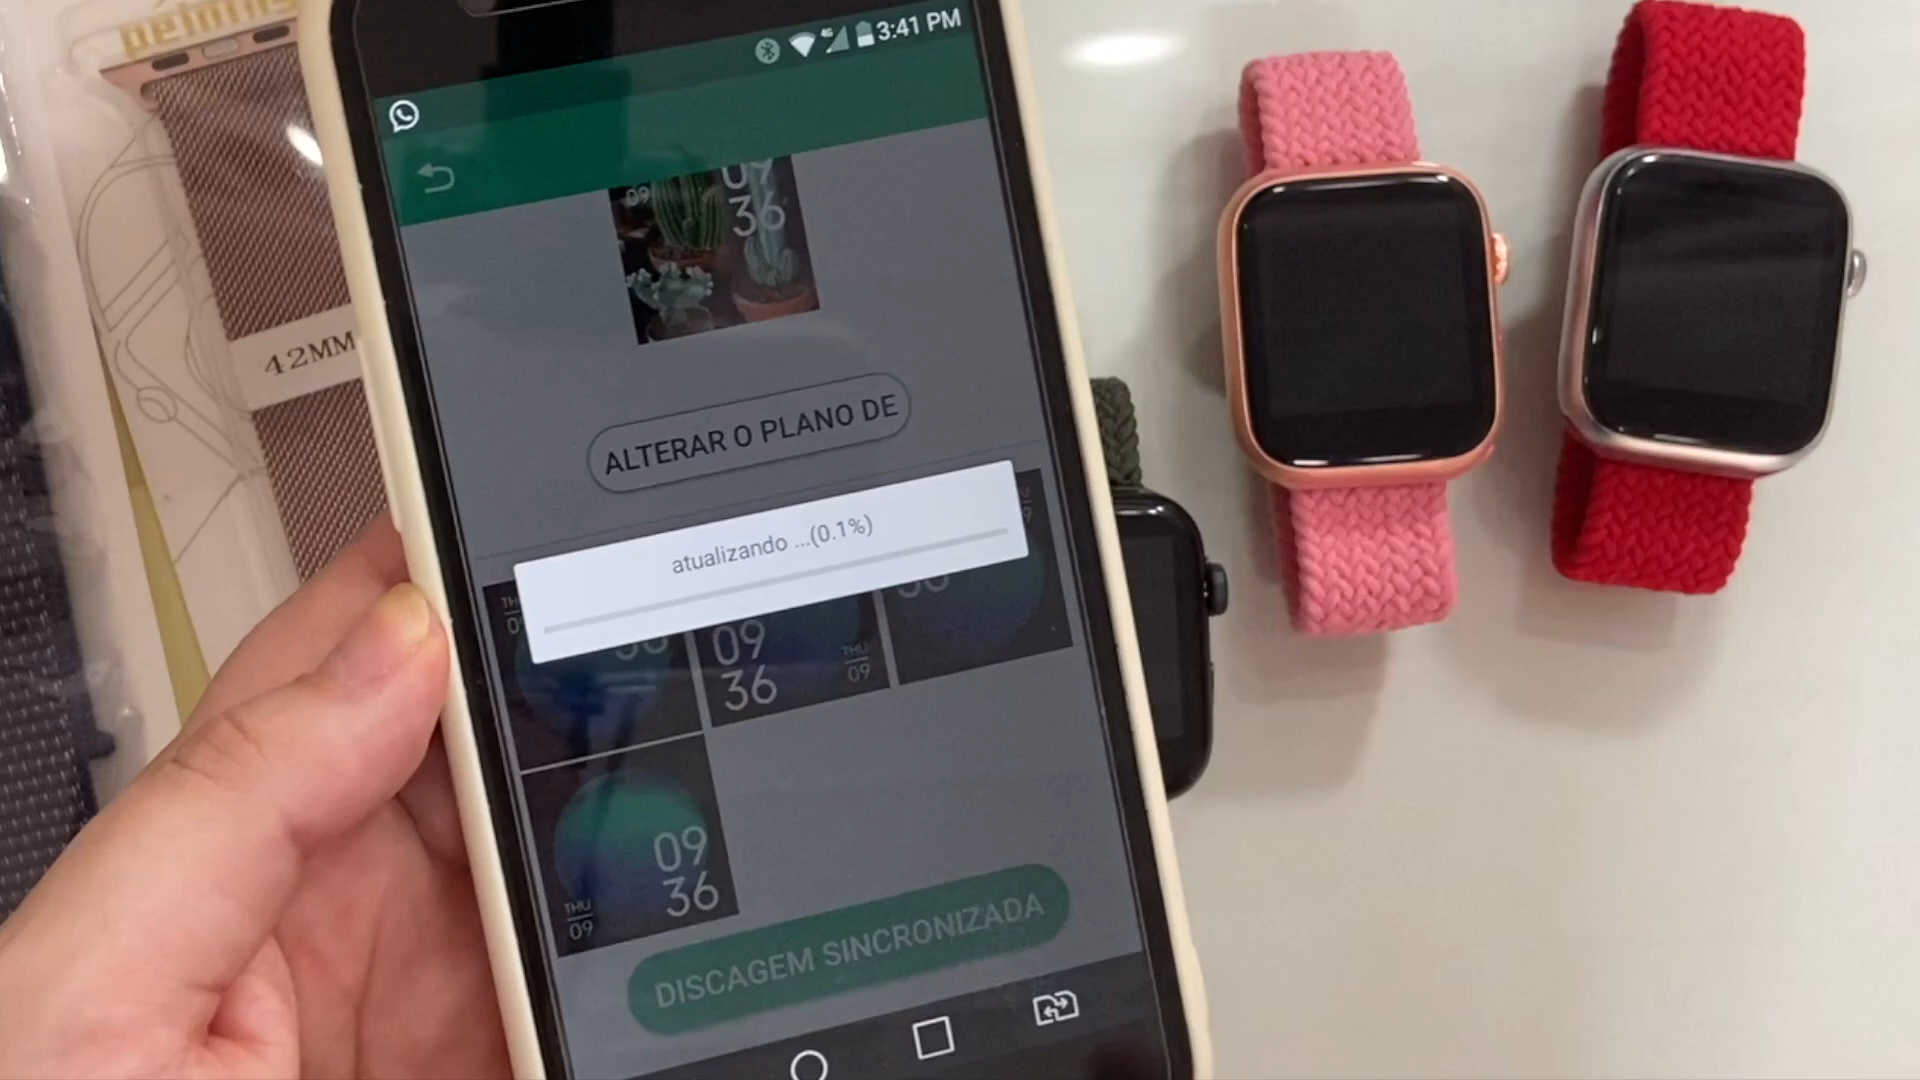 3:41 PM
09
09
36
42MM
ALTERAR O PLANO DE
atualizando ...(0.1%)
09
36
THU
09
09
36
THU
09
DISCAGEM SINCRONIZADA